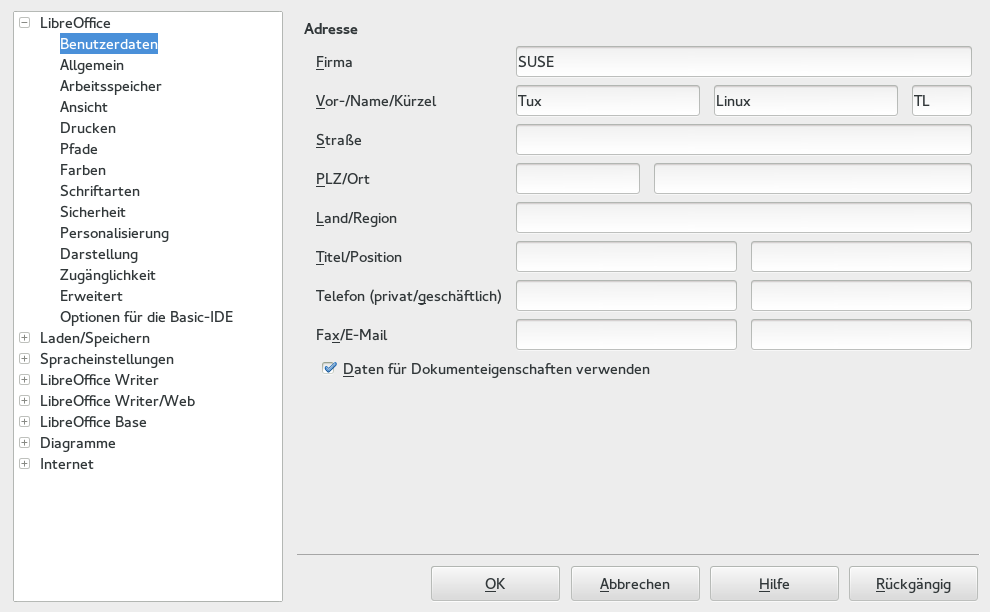 LibreOffice
Benutzerdaten
Allgemein
Arbeitsspeicher
Ansicht
Drucken
Pfade
Farben
Schriftarten
Sicherheit
Personalisierung
Darstellung
Zugänglichkeit
Erweitert
Optionen für die Basic-IDE
Laden/Speichern
Spracheinstellungen
LibreOffice Writer
LibreOffice Writer/Web
LibreOffice Base
Diagramme
Internet
Adresse
Firma SUSE
Vor-/Name/Kürzel Tux Linux TL
Straße
PLZ/Ort
Land/Region
Titel/Position
Telefon (privat/geschäftlich)
Fax/E-Mail
Daten für Dokumenteigenschaften verwenden
OK Abbrechen Hilfe Rückgängig